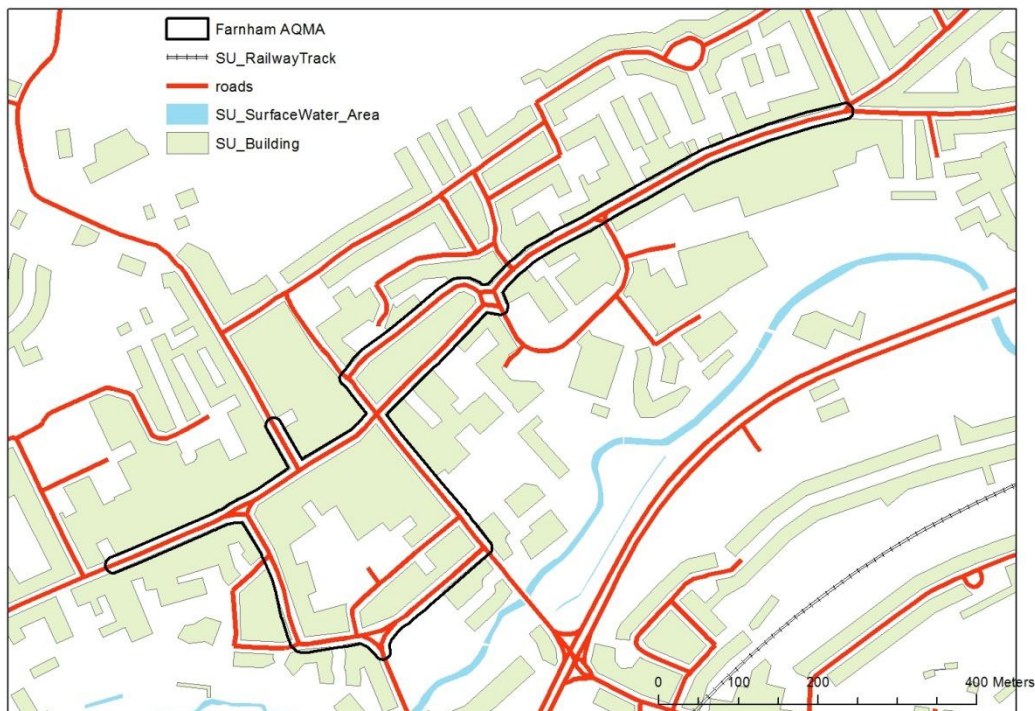 Farnham AQMA
SU_RailwayTrack
roads
SU_SurfaceWater_Area
SU_Building
0 100 200 400 Meters